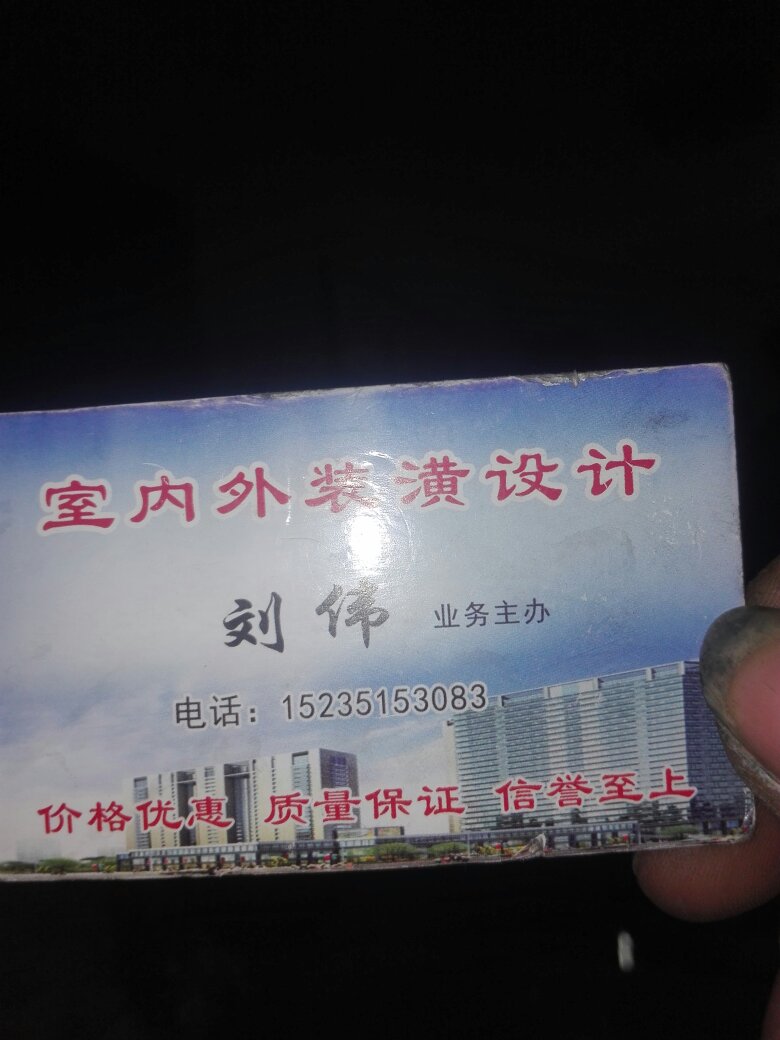 室内外装潢设计
刘伟 业务主办
电话：15235153083
价格优惠 质量保证 信誉至上